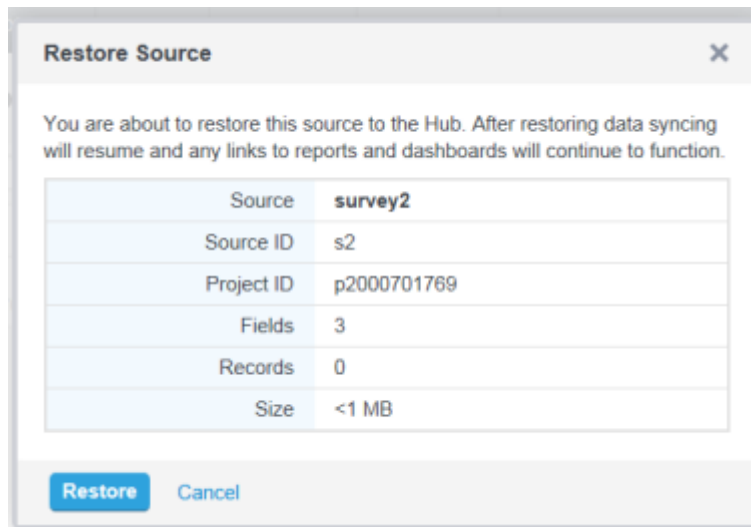 Restore Source
You are about to restore this source to the Hub. After restoring data syncing
will resume and any links to reports and dashboards will continue to function.
Source survey2
Source ID s2
Project ID p2000701769
Fields 3
Records 0
Size <1 MB
Restore Cancel